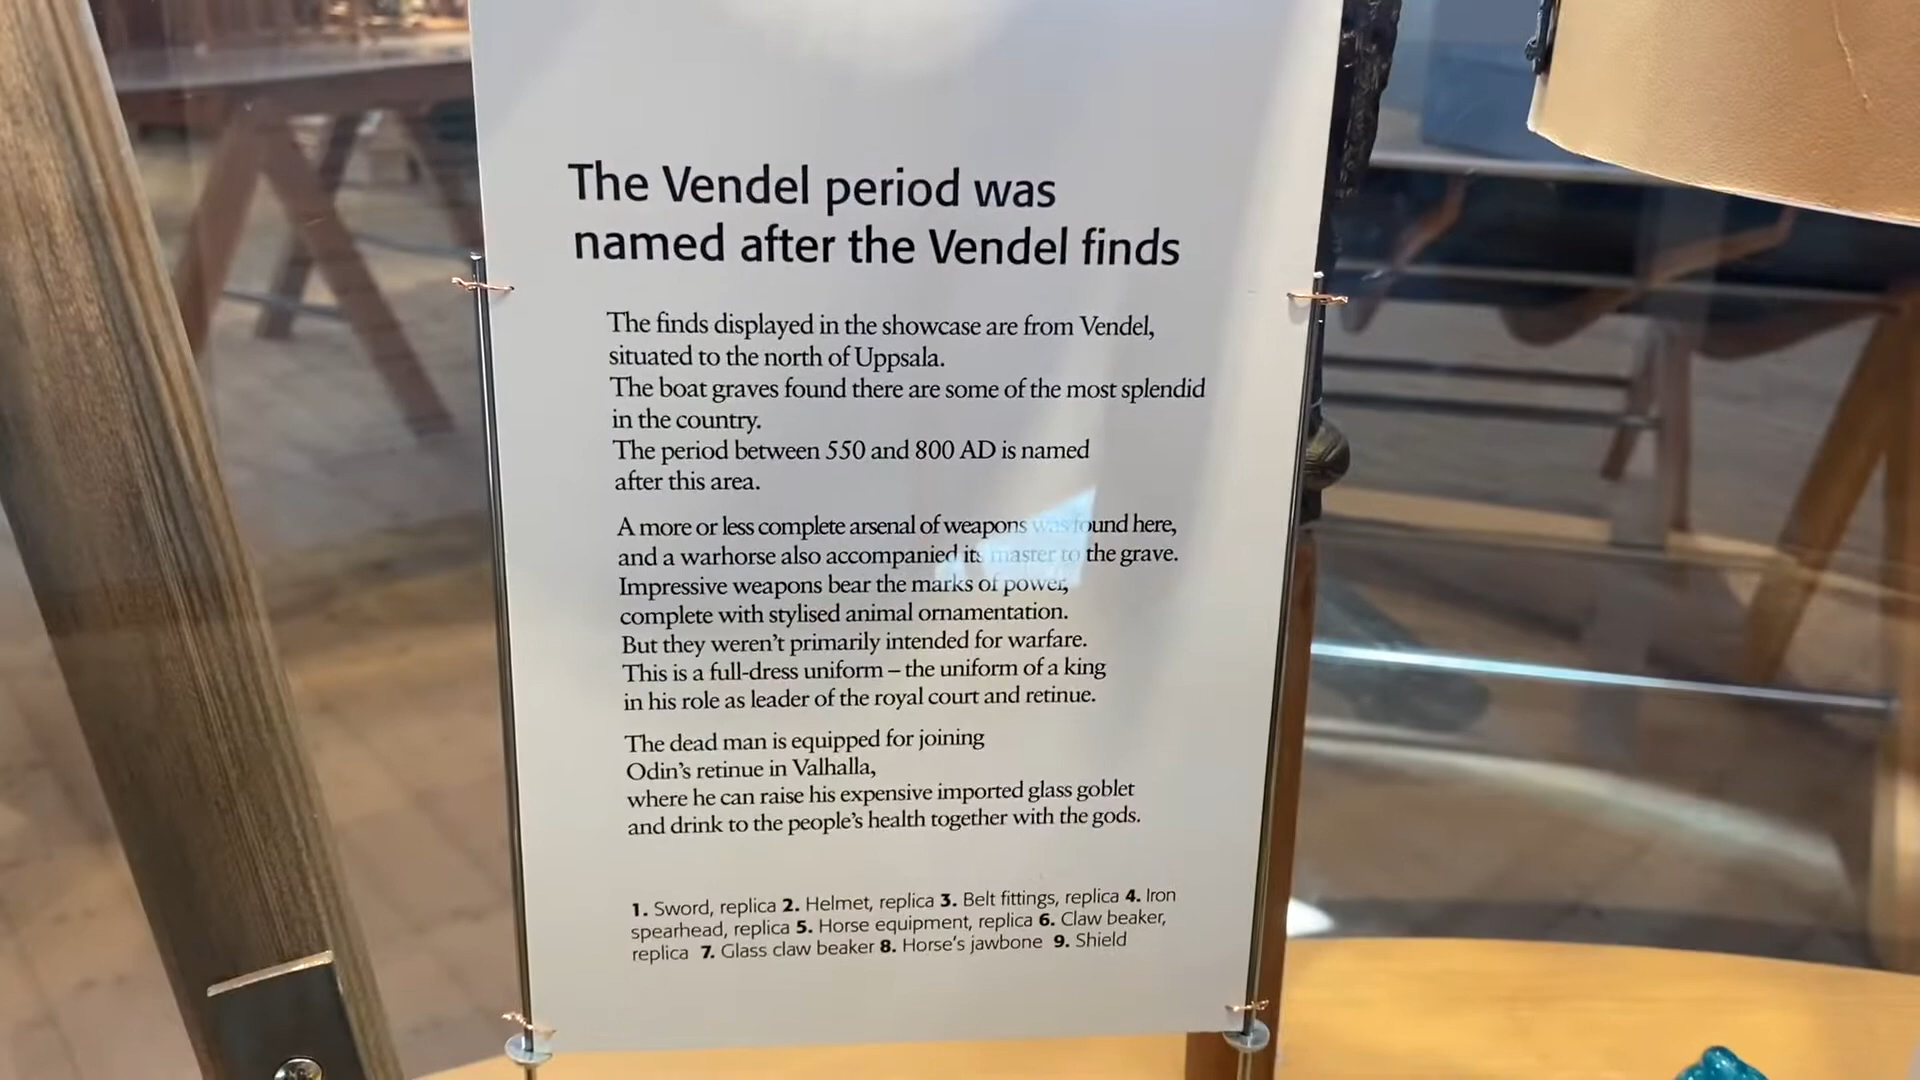 The Vendel period was
named after the Vendel finds
The finds displayed in the showcase are from Vendel,
situated to the north of Uppsala.
The boat graves found there are some of the most splendid
in the country.
The period between 550 and 800 AD is named
after this area.
A more or less complete arsenal of weapons was found here,
and a warhorse also accompanied its master to the grave.
Impressive weapons bear the marks of power,
complete with stylised animal ornamentation.
But they weren't primarily intended for warfare.
This is a full-dress uniform – the uniform of a king
in his role as leader of the royal court and retinue.
The dead man is equipped for joining
Odin's retinue in Valhalla,
where he can raise his expensive imported glass goblet
and drink to the people's health together with the gods.
1. Sword, replica 2. Helmet, replica 3. Belt fittings, replica 4. Iron
spearhead, replica 5. Horse equipment, replica 6. Claw beaker,
replica 7. Glass claw beaker 8. Horse's jawbone 9. Shield